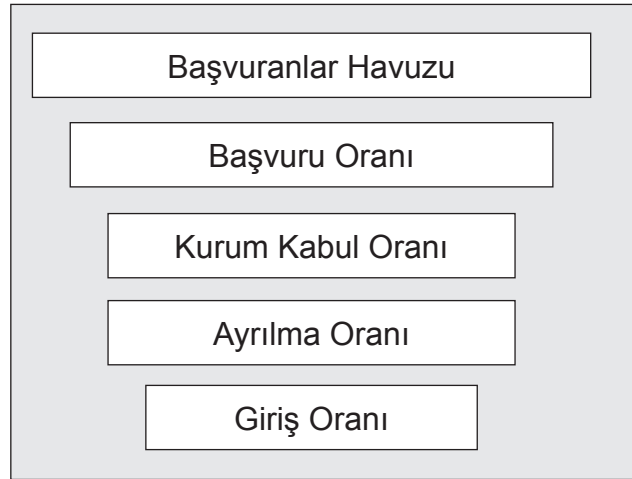 Başvuranlar Havuzu
Başvuru Oranı
Kurum Kabul Oranı
Ayrılma Oranı
Giriş Oranı